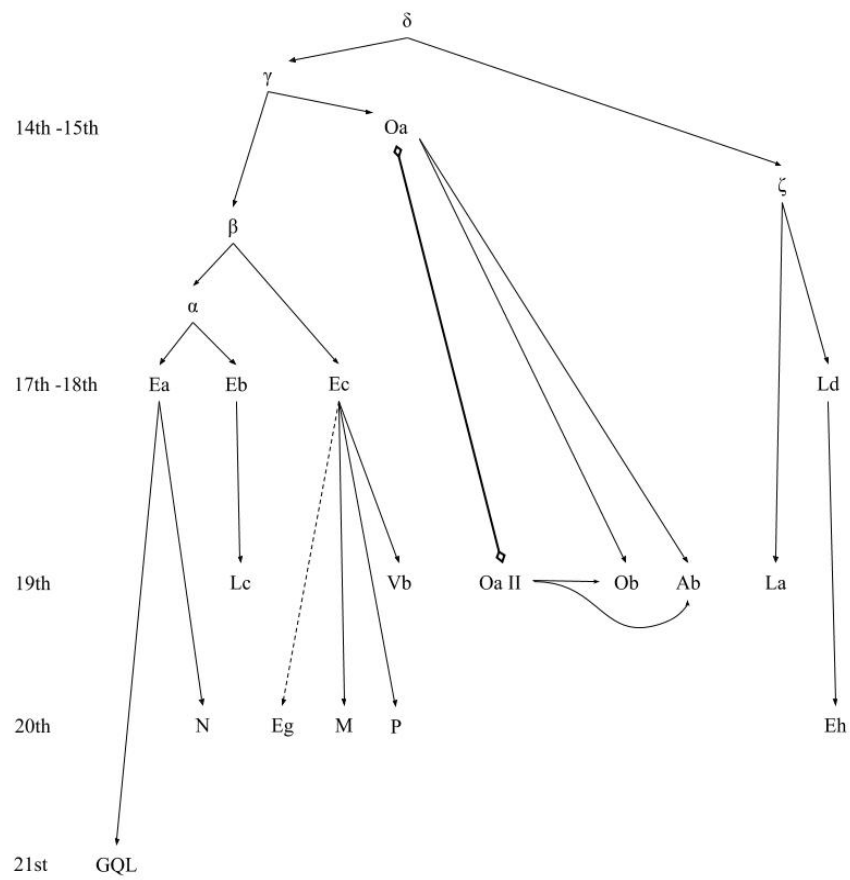 δ
γ
14th -15th Oa
ζ
β
α
17th -18th Ea Eb Ec Ld
19th Lc Vb Oa II Ob Ab La
20th N Eg M P Eh
21st GQL